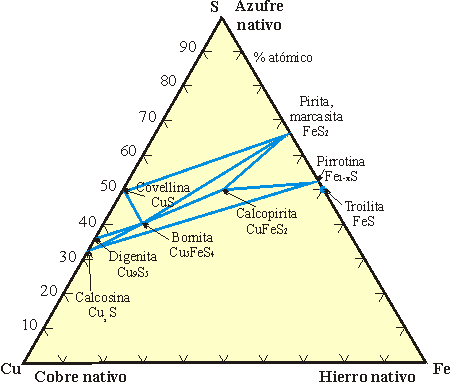 S Azufre
nativo
90
% atómico
80
70
Pirita,
marcasita
FeS₂
60
Pirrotina
Fe₁₋ₓS
50
Covellina
CuS
Troilita
FeS
Calcopirita
CuFeS₂
40
Bornita
Cu₅FeS₄
30
Digenita
Cu₉S₅
20
Calcosina
Cu₂S
10
Cu Cobre nativo
Hierro nativo Fe